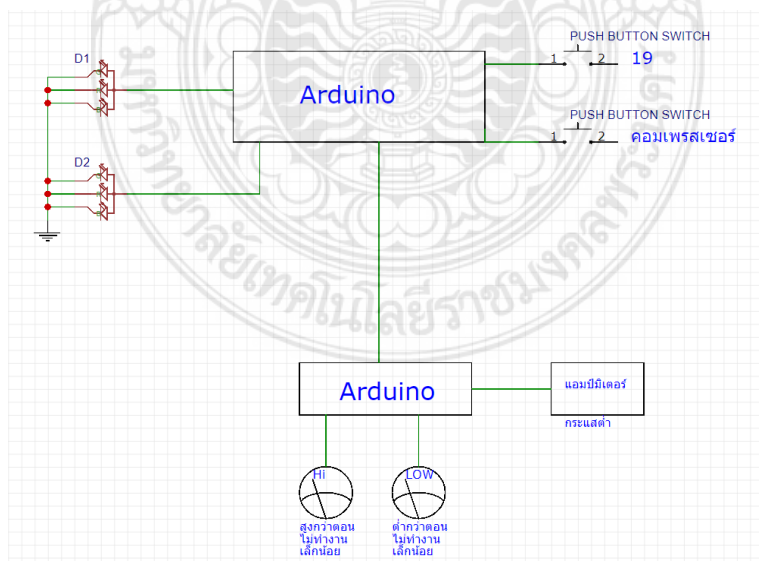 PUSH BUTTON SWITCH
D1
1 2 19
Arduino
PUSH BUTTON SWITCH
1 2 คอมเพรสเซอร์
D2
Arduino
แอมป์มิเตอร์
กระแสต่ำ
Hi
LOW
สูงกว่าตอน
ไม่ทำงาน
เล็กน้อย
ต่ำกว่าตอน
ไม่ทำงาน
เล็กน้อย